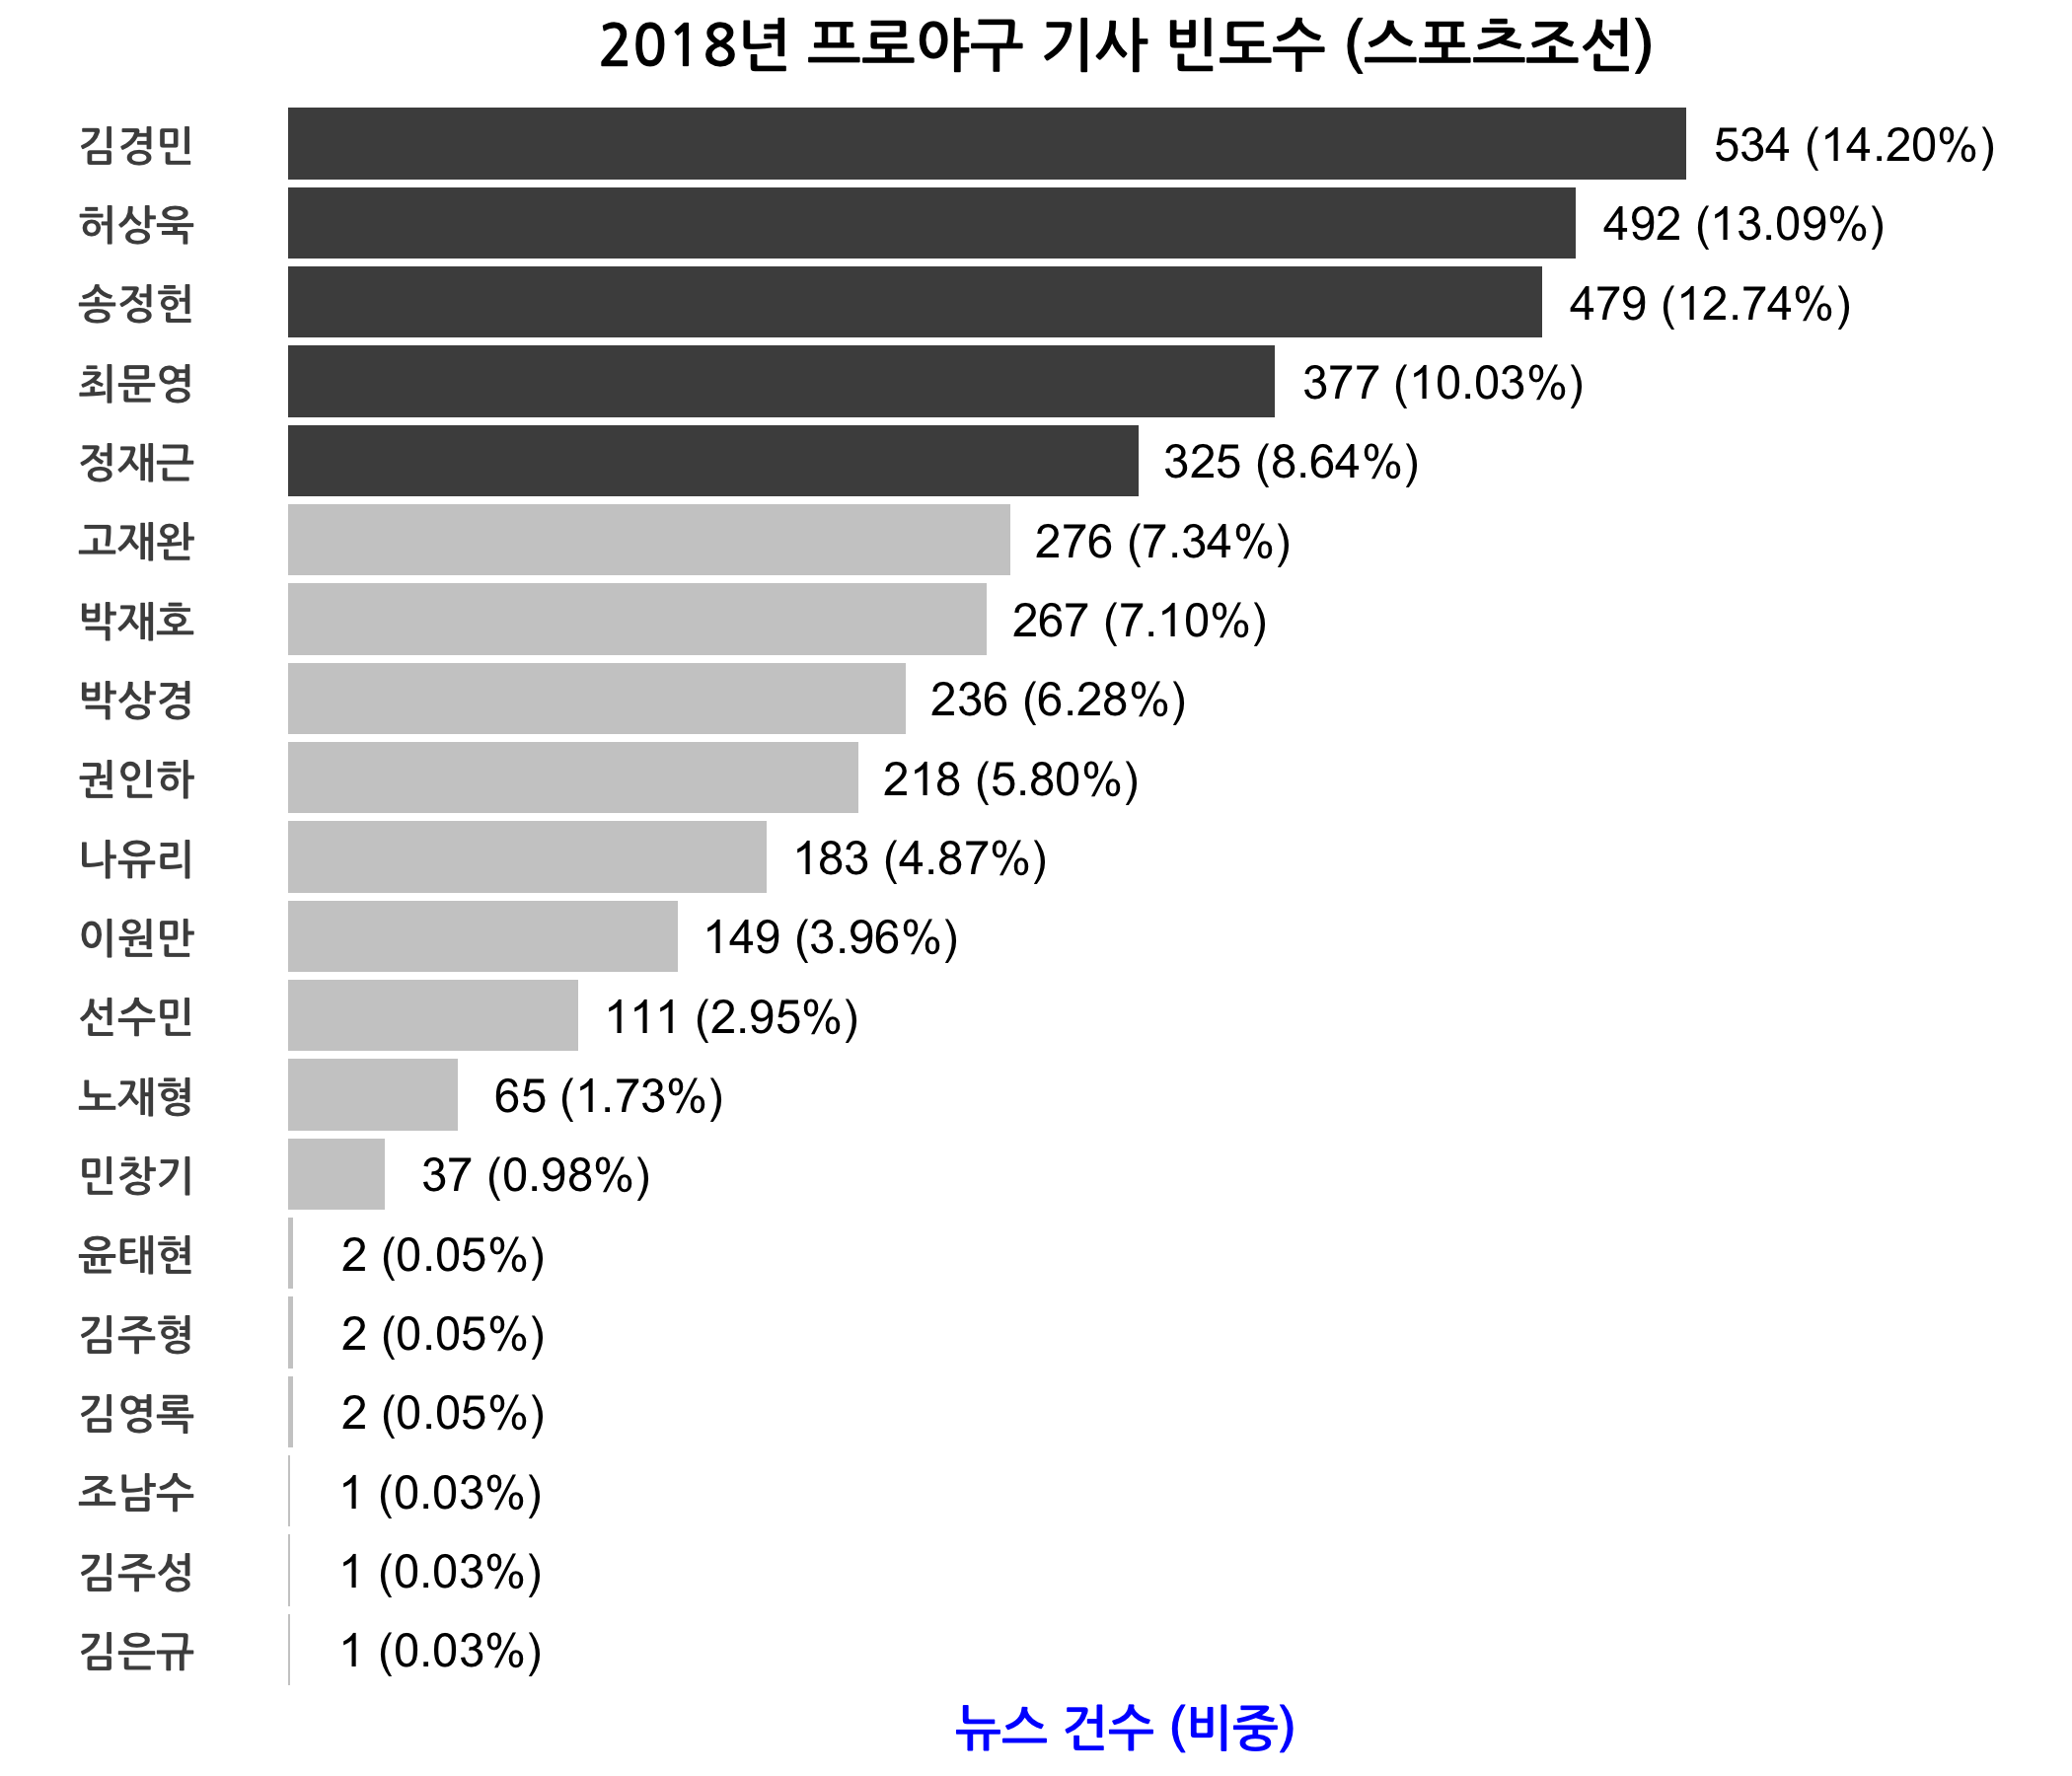 2018년 프로야구 기사 빈도수 (스포츠조선)
김경민 534 (14.20%)
허상욱 492 (13.09%)
송정헌 479 (12.74%)
최문영 377 (10.03%)
정재근 325 (8.64%)
고재완 276 (7.34%)
박재호 267 (7.10%)
박상경 236 (6.28%)
권인하 218 (5.80%)
나유리 183 (4.87%)
이원만 149 (3.96%)
선수민 111 (2.95%)
노재형 65 (1.73%)
민창기 37 (0.98%)
윤태현 2 (0.05%)
김주형 2 (0.05%)
김영록 2 (0.05%)
조남수 1 (0.03%)
김주성 1 (0.03%)
김은규 1 (0.03%)
뉴스 건수 (비중)